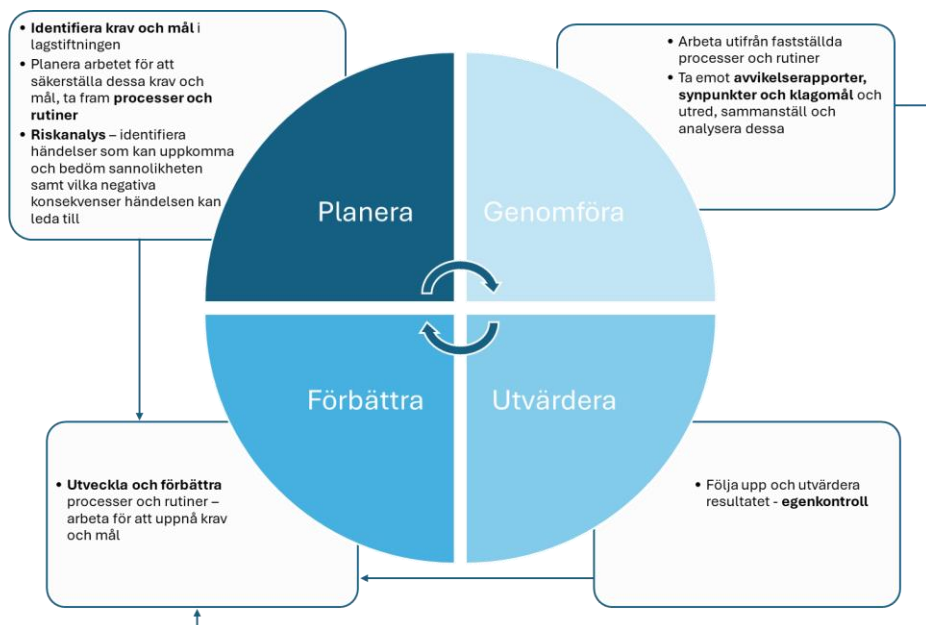 • Identifiera krav och mål i
lagstiftningen
• Planera arbetet för att
säkerställa dessa krav och
mål, ta fram processer och
rutiner
• Riskanalys – identifiera
händelser som kan uppkomma
och bedöm sannolikheten
samt vilka negativa
konsekvenser händelsen kan
leda till
• Arbeta utifrån fastställda
processer och rutiner
• Ta emot avvikelserapporter,
synpunkter och klagomål och
utred, sammanställ och
analysera dessa
Planera
Genomföra
Förbättra
Utvärdera
• Utveckla och förbättra
processer och rutiner –
arbeta för att uppnå krav
och mål
• Följa upp och utvärdera
resultatet - egenkontroll